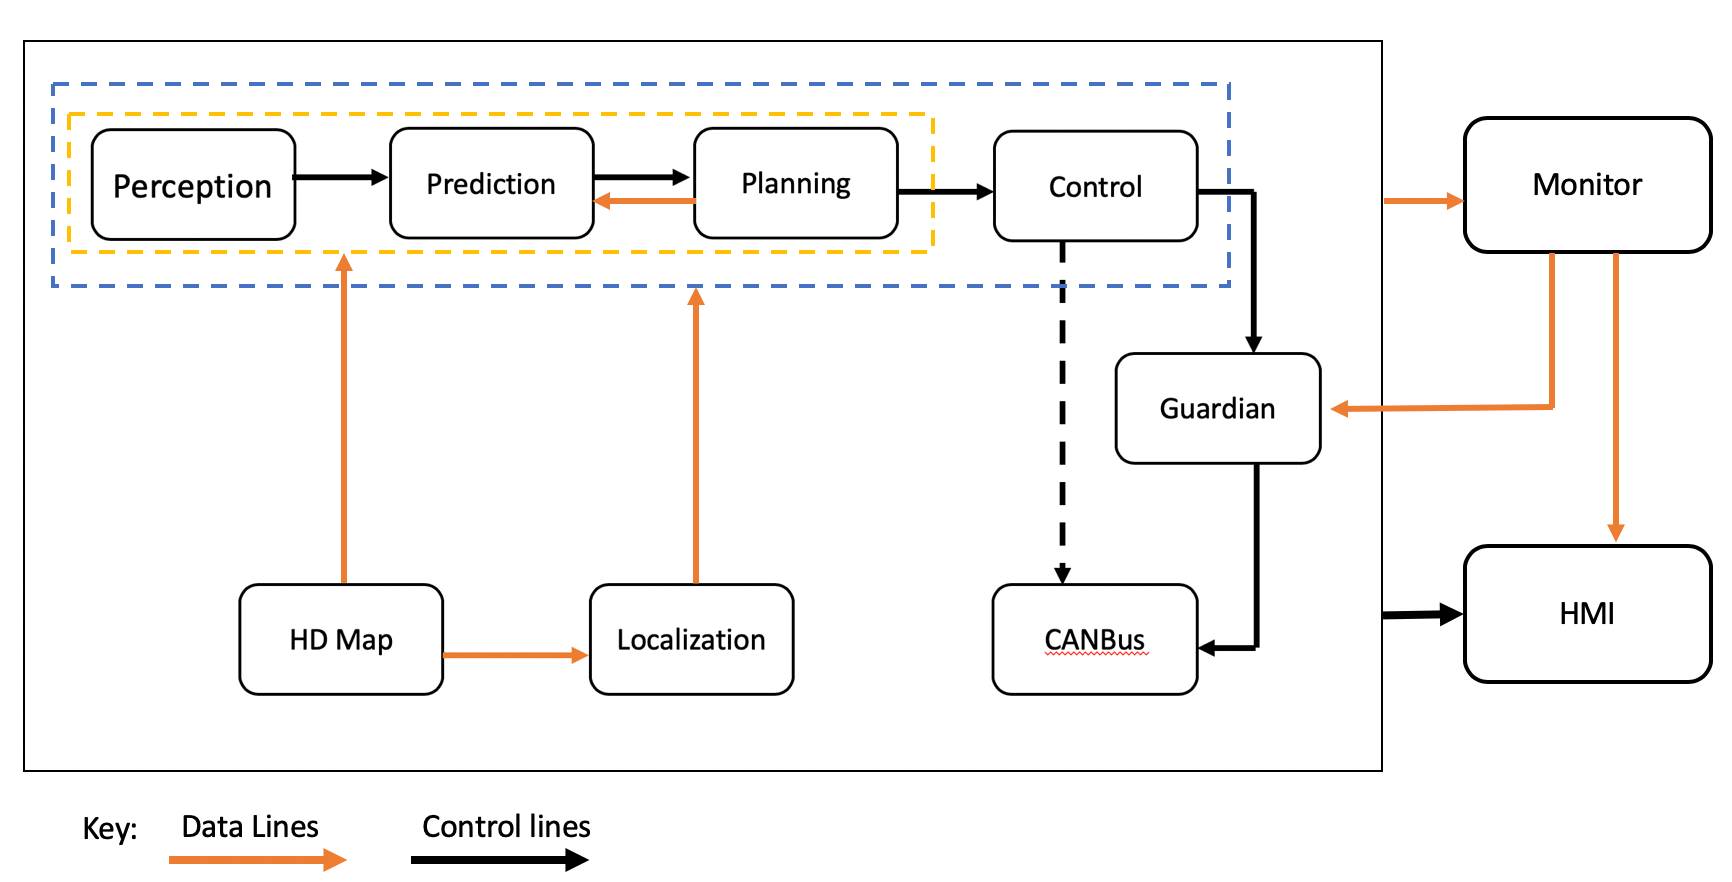 Perception
Prediction
Planning
Control
Monitor
Guardian
HD Map
Localization
CANBus
HMI
Key:
Data Lines
Control lines